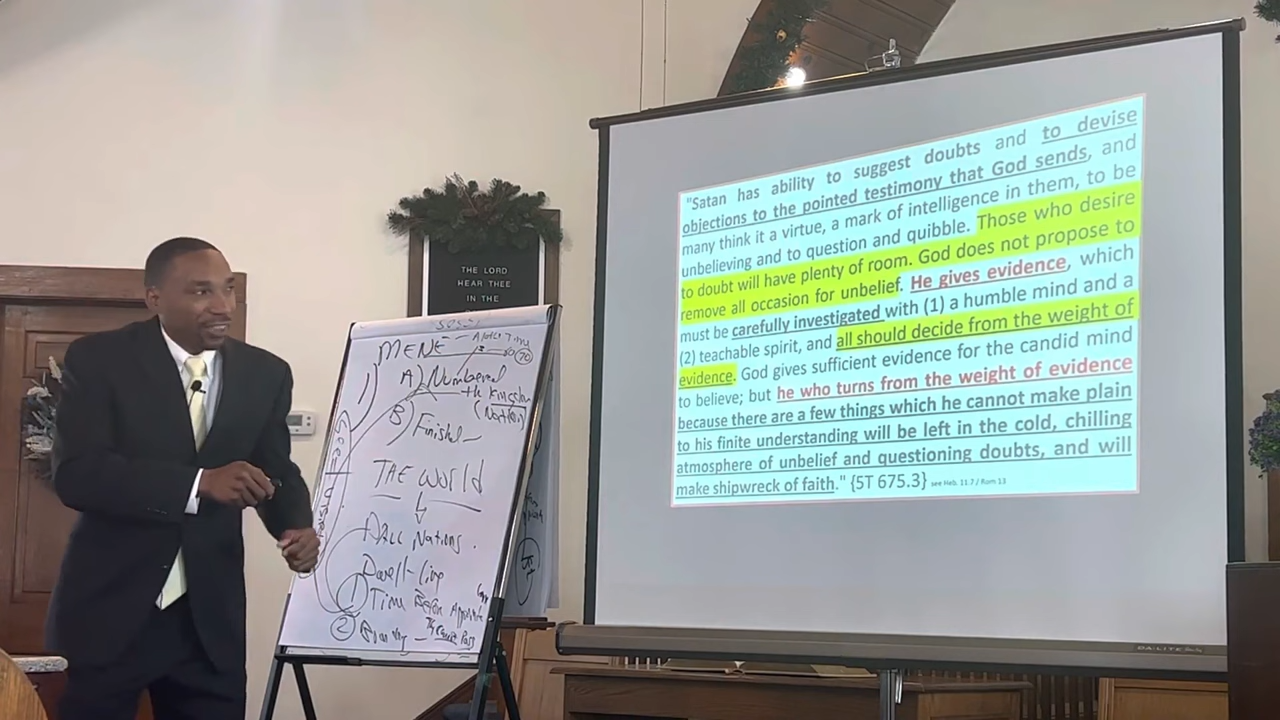 THE LORD
HEAR THEE
IN THE
MENE
70
A) Numbered
the Kingdom
B) Finished
THE World
ALL Nations.
Dwell-ing
1 Time Before
2
"Satan has ability to suggest doubts and to devise
objections to the pointed testimony that God sends, and
many think it a virtue, a mark of intelligence in them, to be
unbelieving and to question and quibble. Those who desire
to doubt will have plenty of room. God does not propose to
remove all occasion for unbelief. He gives evidence, which
must be carefully investigated with (1) a humble mind and a
(2) teachable spirit, and all should decide from the weight of
evidence. God gives sufficient evidence for the candid mind
to believe; but he who turns from the weight of evidence
because there are a few things which he cannot make plain
to his finite understanding will be left in the cold, chilling
atmosphere of unbelief and questioning doubts, and will
make shipwreck of faith." {5T 675.3} see Heb. 11.7 / Rom 13
DA-LITE